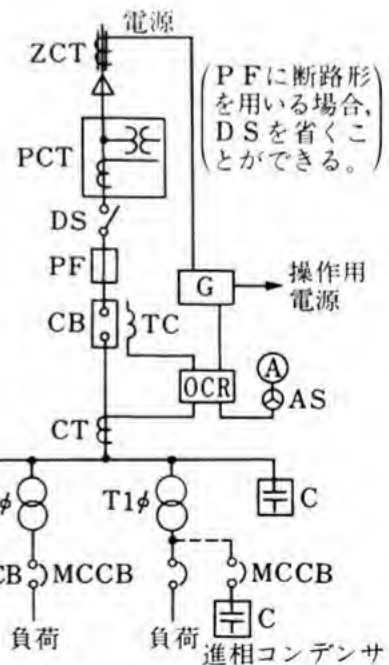 電源
ZCT
(PFに断路形
を用いる場合,
DSを省くこ
とができる。)
PCT
DS
PF
G
操作用
電源
CB
TC
A
OCR
AS
CT
φ
T1φ
C
CB
MCCB
MCCB
C
負荷
負荷
進相コンデンサ